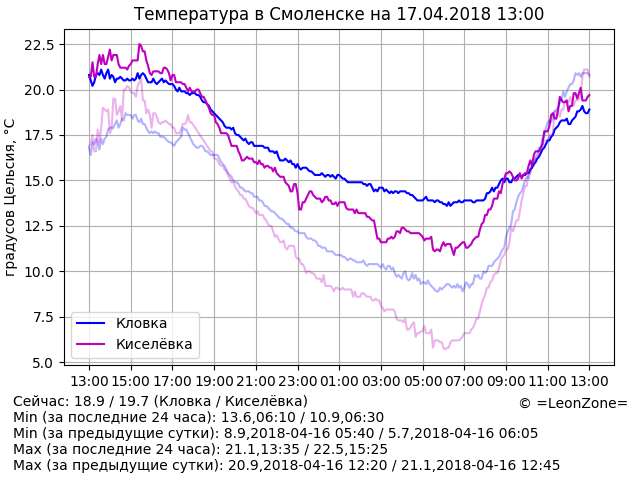 Температура в Смоленске на 17.04.2018 13:00
градусов Цельсия, °C
22.5
20.0
17.5
15.0
12.5
10.0
7.5
5.0
Кловка
Киселёвка
13:00 15:00 17:00 19:00 21:00 23:00 01:00 03:00 05:00 07:00 09:00 11:00 13:00
Сейчас: 18.9 / 19.7 (Кловка / Киселёвка)
© =LeonZone=
Min (за последние 24 часа): 13.6,06:10 / 10.9,06:30
Min (за предыдущие сутки): 8.9,2018-04-16 05:40 / 5.7,2018-04-16 06:05
Max (за последние 24 часа): 21.1,13:35 / 22.5,15:25
Max (за предыдущие сутки): 20.9,2018-04-16 12:20 / 21.1,2018-04-16 12:45